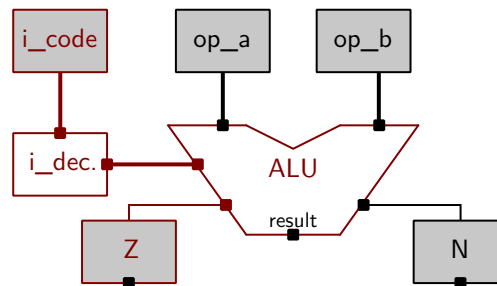 i_code
op_a
op_b
i_dec.
ALU
result
Z
N